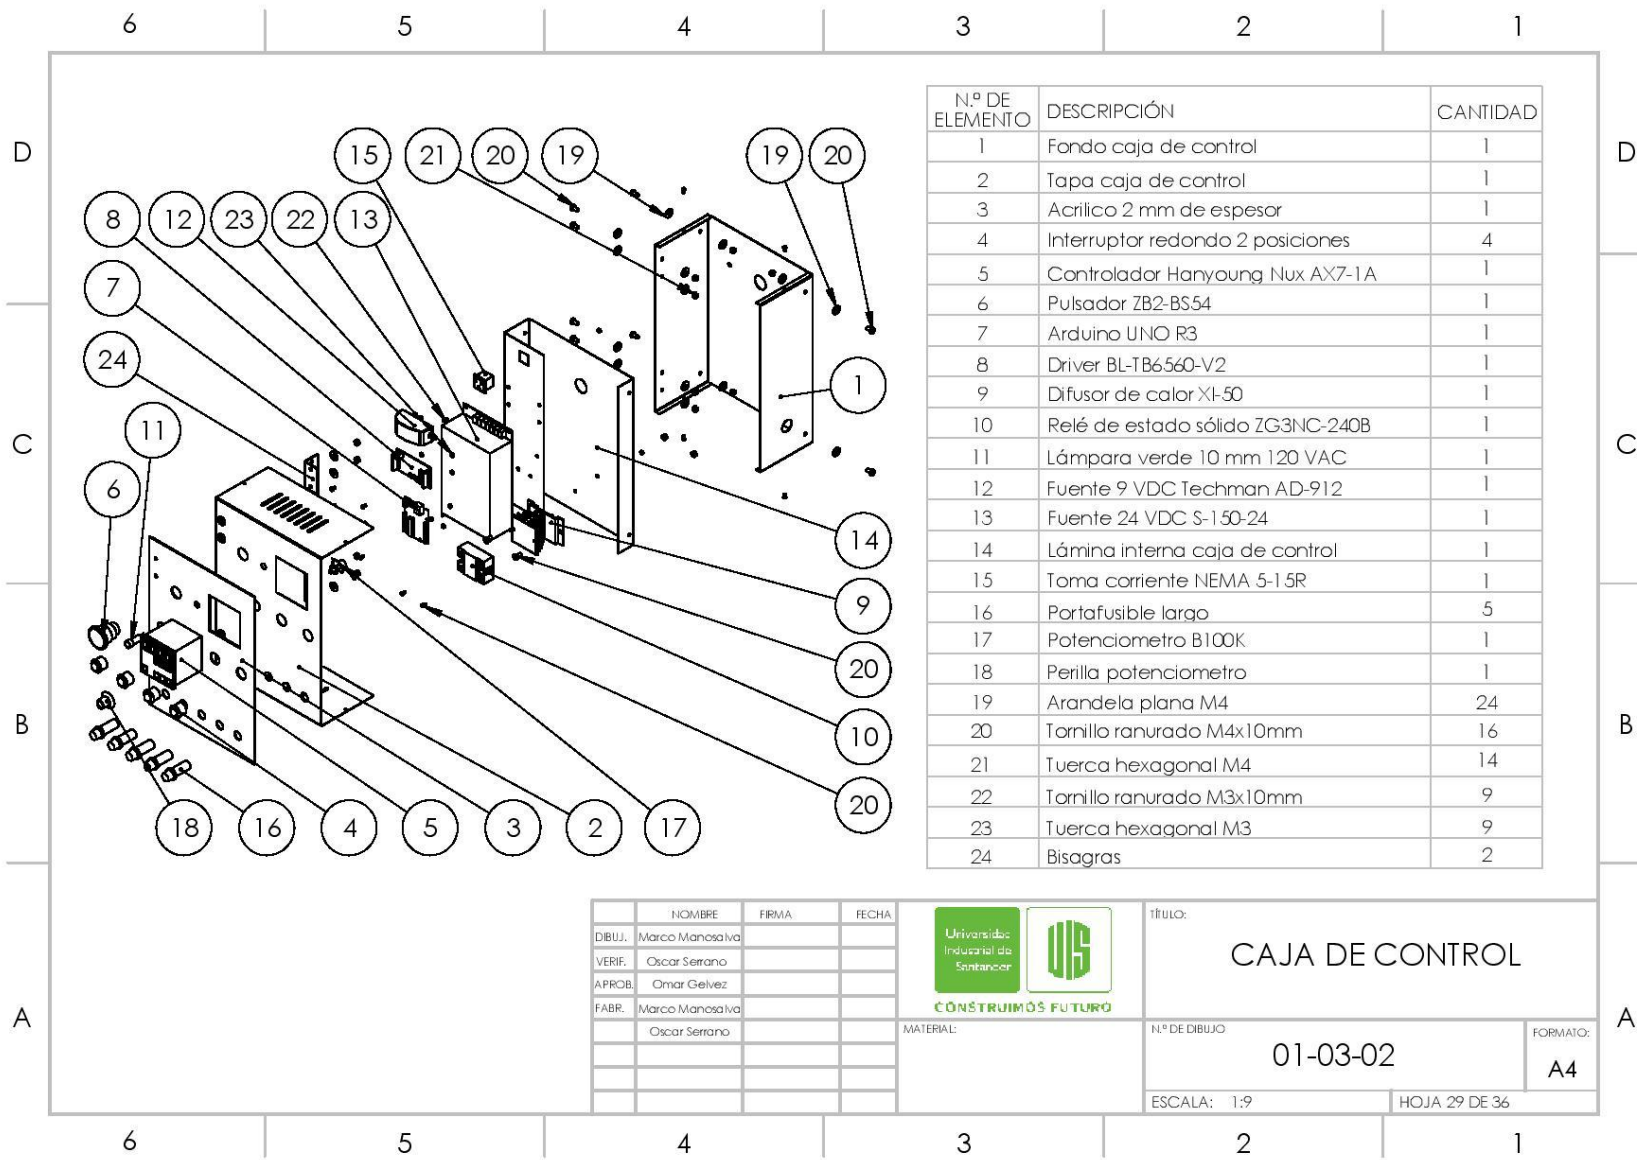 6 5 4 3 2 1
D D
C C
B B
A A
15 21 20 19 19 20
8 12 23 22 13
7
24
1
11
6
14
9
20
10
20
18 16 4 5 3 2 17
N.º DE ELEMENTO DESCRIPCIÓN CANTIDAD
1 Fondo caja de control 1
2 Tapa caja de control 1
3 Acrilico 2 mm de espesor 1
4 Interruptor redondo 2 posiciones 4
5 Controlador Hanyoung Nux AX7-1A 1
6 Pulsador ZB2-BS54 1
7 Arduino UNO R3 1
8 Driver BL-TB6560-V2 1
9 Difusor de calor XI-50 1
10 Relé de estado sólido ZG3NC-240B 1
11 Lámpara verde 10 mm 120 VAC 1
12 Fuente 9 VDC Techman AD-912 1
13 Fuente 24 VDC S-150-24 1
14 Lámina interna caja de control 1
15 Toma corriente NEMA 5-15R 1
16 Portafusible largo 5
17 Potenciometro B100K 1
18 Perilla potenciometro 1
19 Arandela plana M4 24
20 Tornillo ranurado M4x10mm 16
21 Tuerca hexagonal M4 14
22 Tornillo ranurado M3x10mm 9
23 Tuerca hexagonal M3 9
24 Bisagras 2
NOMBRE FIRMA FECHA
DIBUJ. Marco Manosalva
VERIF. Oscar Serrano
APROB. Omar Gelvez
FABR. Marco Manosalva
Oscar Serrano
Universidad
Industrial de
Santander
UIS
CONSTRUIMOS FUTURO
MATERIAL:
TÍTULO:
CAJA DE CONTROL
N.º DE DIBUJO
01-03-02
FORMATO:
A4
ESCALA: 1:9
HOJA 29 DE 36
6 5 4 3 2 1